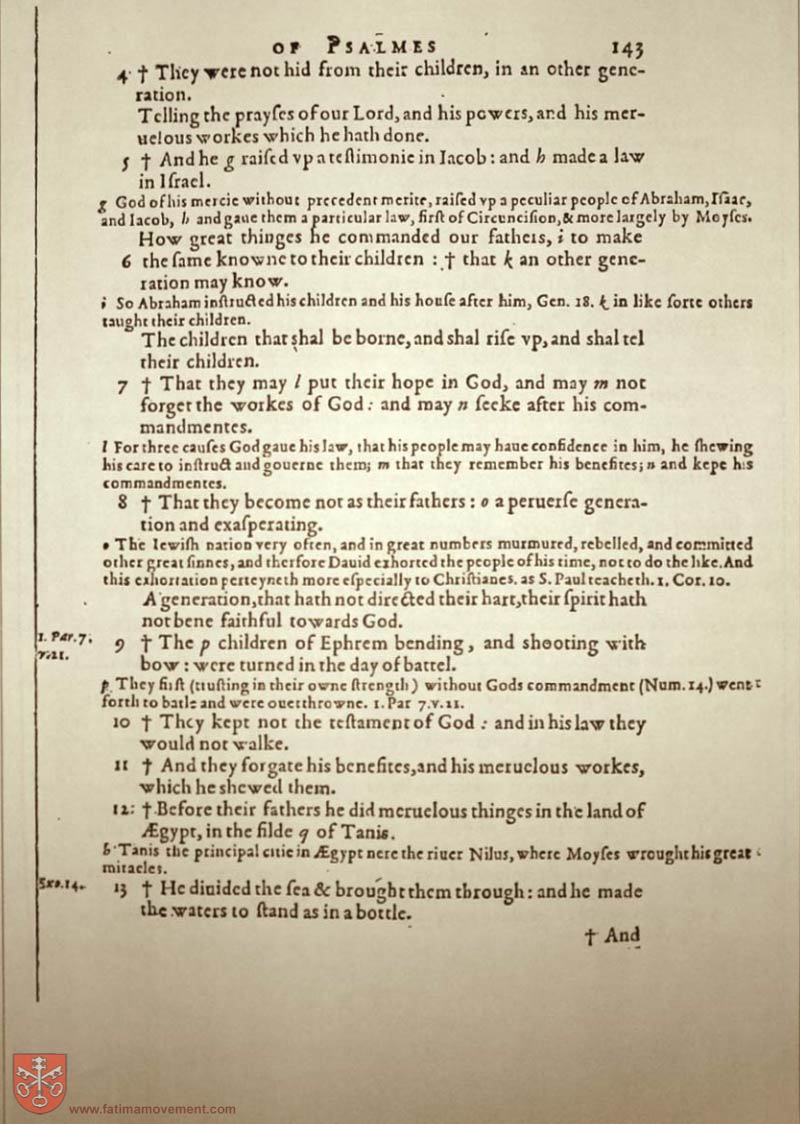 OF PSALMES 143
4 † They were not hid from their children, in an other gene-
ration.
Telling the prayſes of our Lord, and his powers, and his mer-
uelous workes which he hath done.
5 † And he g raiſed vp a teſtimonie in Iacob: and h made a law
in Iſrael.
g God of his mercie without precedent merite, raiſed vp a peculiar people of Abraham, Iſaac,
and Iacob, h and gaue them a particular law, firſt of Circunciſion, & more largely by Moyſes.
How great thinges he commanded our fathers, i to make
6 the ſame knowne to their children : † that k an other gene-
ration may know.
i So Abraham inſtructed his children and his houſe after him, Gen. 18. k in like ſorte others
taught their children.
The children that shal be borne, and shal riſe vp, and shal tel
their children.
7 † That they may l put their hope in God, and may m not
forget the workes of God: and may n ſeeke after his com-
mandmentes.
l For three cauſes God gaue his law, that his people may haue confidence in him, he shewing
his care to inſtruct and gouerne them; m that they remember his benefites; n and kepe his
commandmentes.
8 † That they become not as their fathers : o a peruerſe genera-
tion and exaſperating.
o The Iewish nation very often, and in great numbers murmured, rebelled, and committed
other great ſinnes, and therfore Dauid exhorted the people of his time, not to do the like. And
this exhortation perteyneth more eſpecially to Chriſtianes. as S. Paul teacheth. 1. Cor. 10.
A generation, that hath not directed their hart, their ſpirit hath
not bene faithful towards God.
1. Par. 7. 9 † The p children of Ephrem bending, and shooting with
v. 21. bow : were turned in the day of battel.
p They firſt (truſting in their owne ſtrength) without Gods commandment (Num. 14.) went
forth to batle and were ouerthrowne. 1. Par 7. v. 21.
10 † They kept not the teſtament of God : and in his law they
would not walke.
11 † And they forgate his benefites, and his meruelous workes,
which he shewed them.
12: † Before their fathers he did meruelous thinges in the land of
Ægypt, in the filde q of Tanis.
b Tanis the principal citie in Ægypt nere the riuer Nilus, where Moyſes wrought his great
miracles.
Exo. 14. 13 † He diuided the ſea & brought them through: and he made
the waters to ſtand as in a bottle.
† And
www.fatimamovement.com